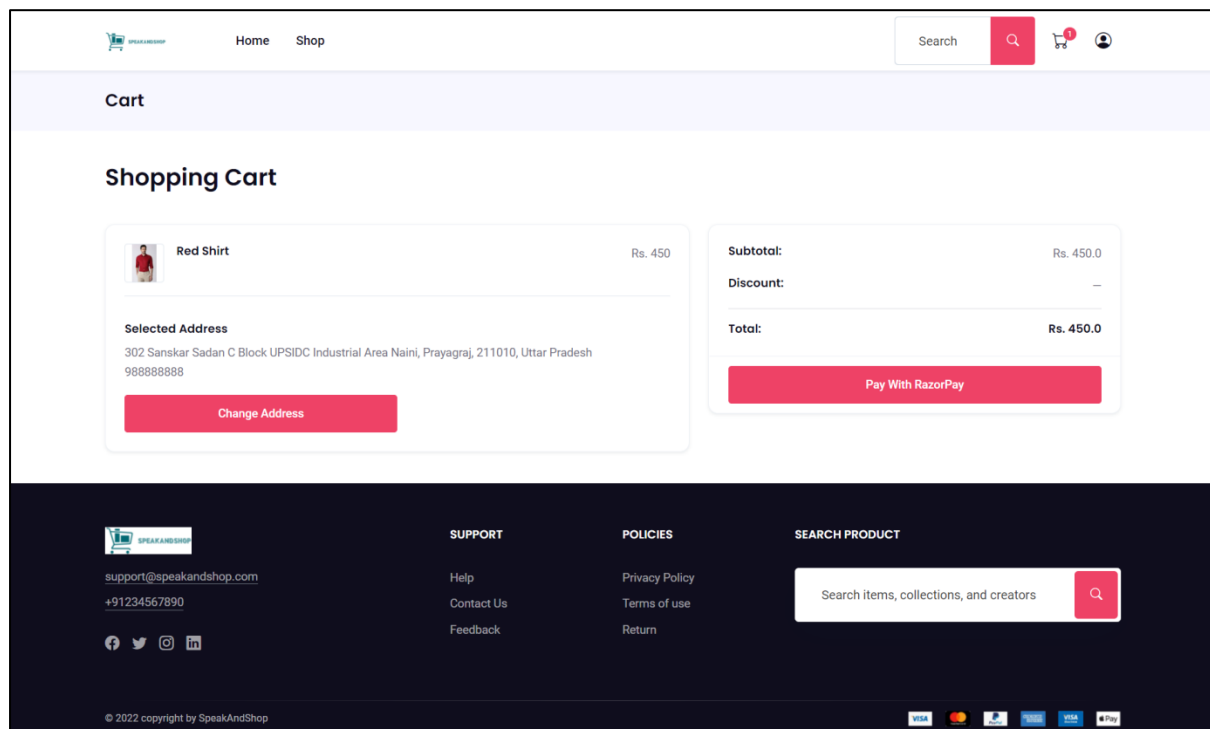 SPEAKANDSHOP
Home
Shop
Search
1
Cart
Shopping Cart
Red Shirt
Rs. 450
Selected Address
302 Sanskar Sadan C Block UPSIDC Industrial Area Naini, Prayagraj, 211010, Uttar Pradesh
988888888
Change Address
Subtotal:
Rs. 450.0
Discount:
—
Total:
Rs. 450.0
Pay With RazorPay
SPEAKANDSHOP
support@speakandshop.com
+91234567890
SUPPORT
Help
Contact Us
Feedback
POLICIES
Privacy Policy
Terms of use
Return
SEARCH PRODUCT
Search items, collections, and creators
© 2022 copyright by SpeakAndShop
VISA
PayPal
VISA
Pay